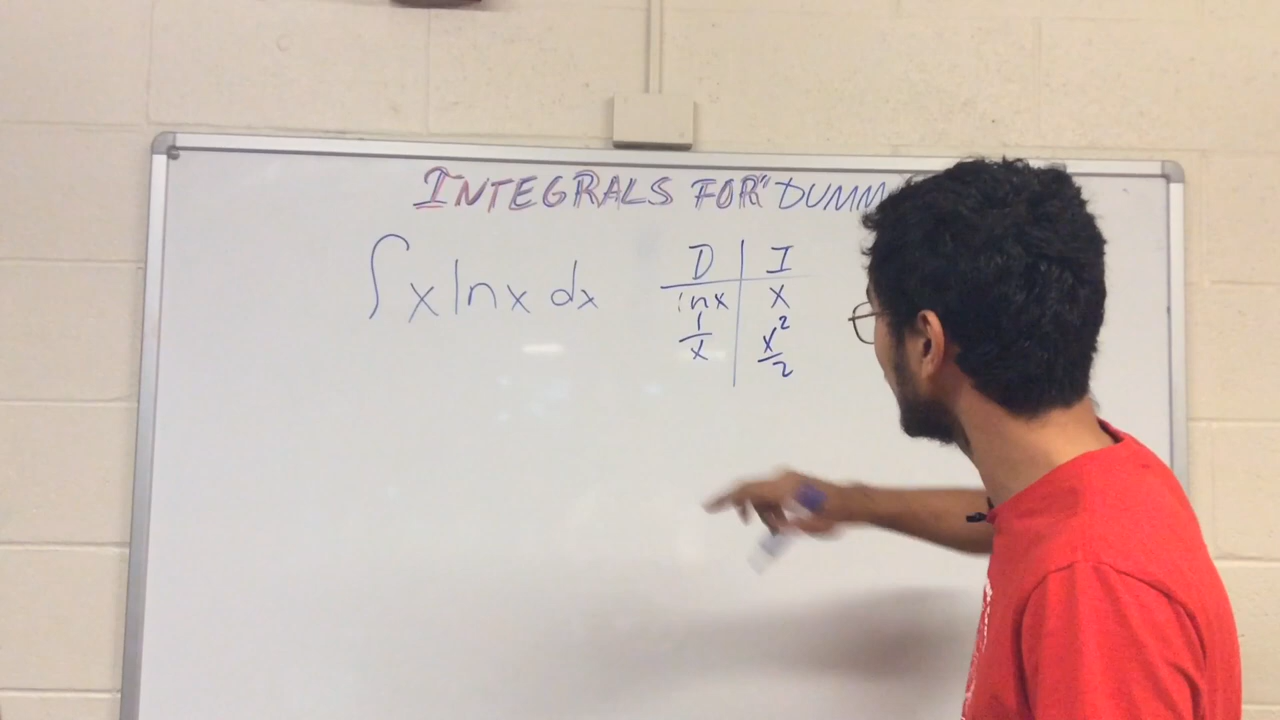 INTEGRALS FOR "DUMM
∫ x ln x dx
D | I
ln x | x
1/x | x²/2